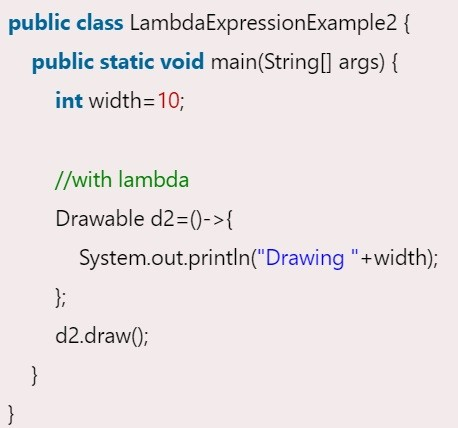 public class LambdaExpressionExample2 {
public static void main(String[] args) {
int width=10;
//with lambda
Drawable d2=()->{
System.out.println("Drawing "+width);
};
d2.draw();
}
}